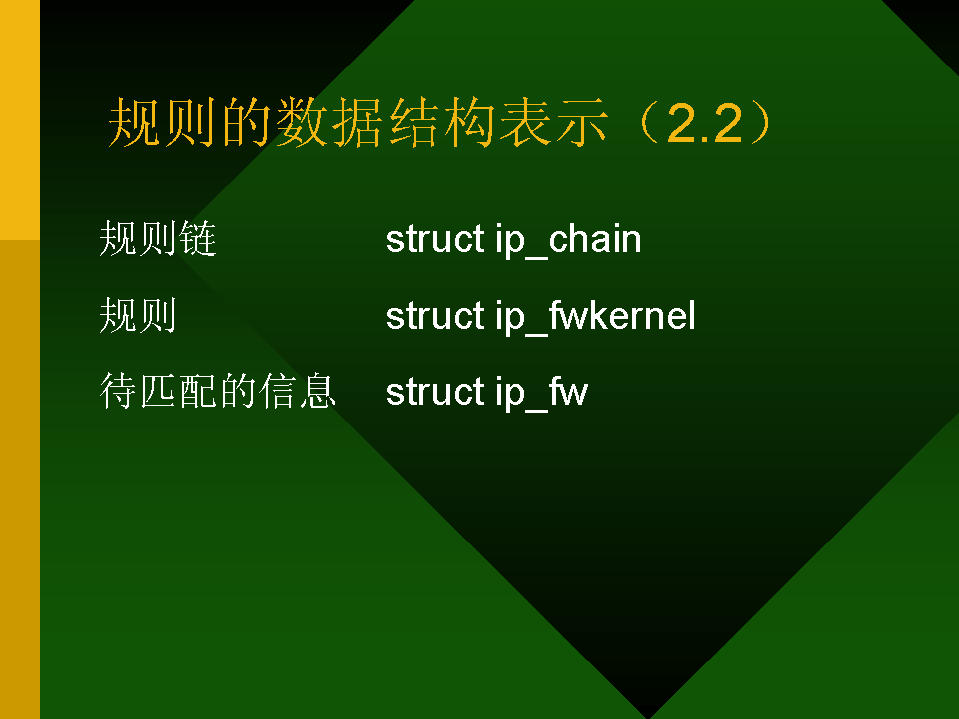 规则的数据结构表示（2.2）
规则链 struct ip_chain
规则 struct ip_fwkernel
待匹配的信息 struct ip_fw